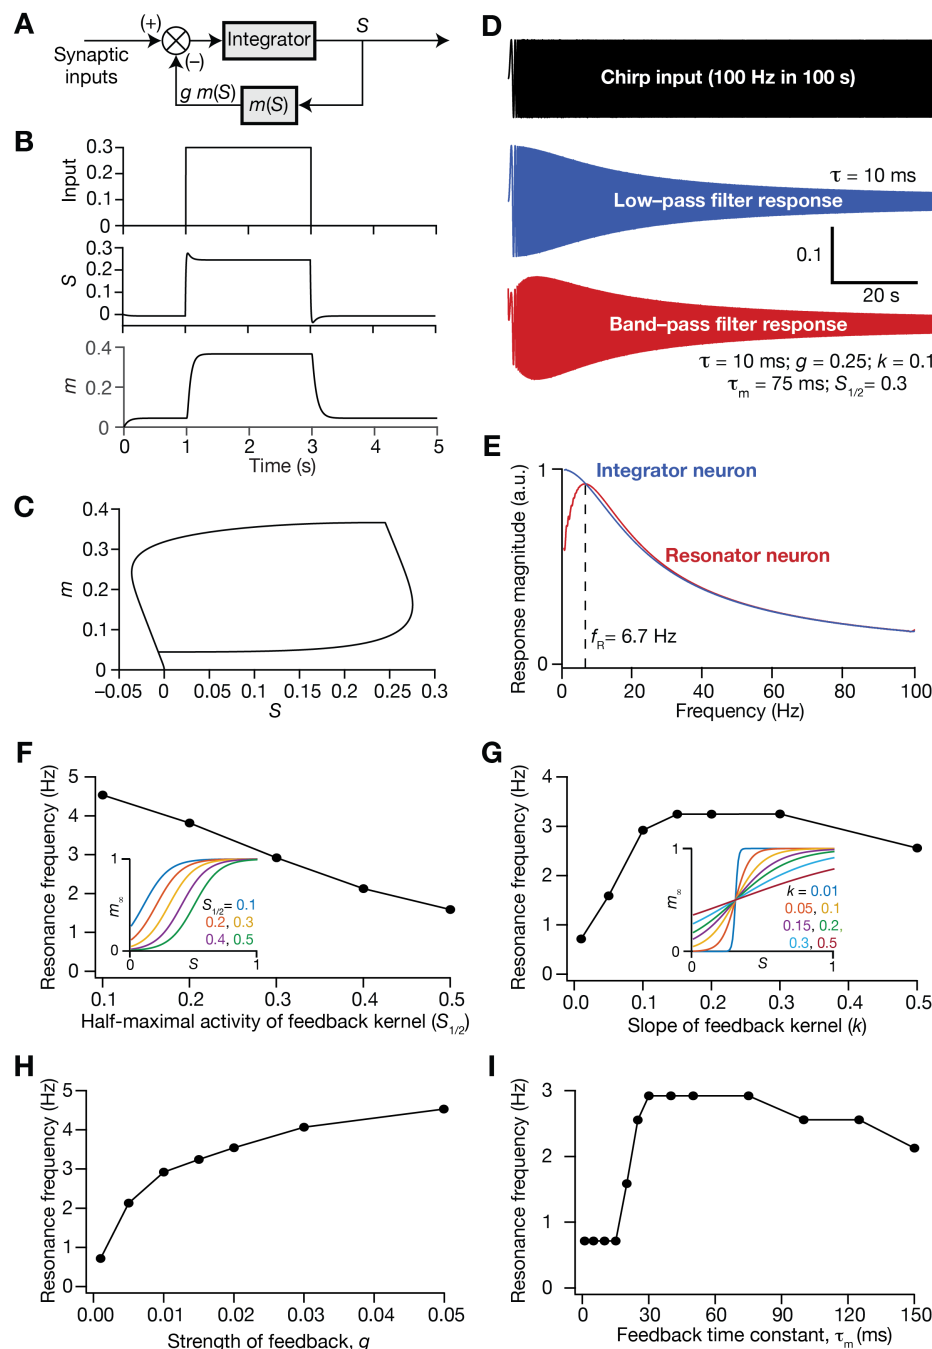 A
(+)
S
Integrator
Synaptic
inputs
(−)
g m(S)
m(S)
B
Input
0.3
0.2
0.1
0
S
0.3
0.2
0.1
0
m
0.4
0.2
0
0 1 2 3 4 5
Time (s)
C
m
0.4
0.3
0.2
0.1
0
−0.05 0 0.05 0.1 0.15 0.2 0.25 0.3
S
D
Chirp input (100 Hz in 100 s)
τ = 10 ms
Low–pass filter response
0.1
20 s
Band–pass filter response
τ = 10 ms; g = 0.25; k = 0.1
τm = 75 ms; S1/2= 0.3
E
Response magnitude (a.u.)
1
0
Integrator neuron
Resonator neuron
fR= 6.7 Hz
0 20 40 60 80 100
Frequency (Hz)
F
Resonance frequency (Hz)
5
4
3
2
1
0
1
m∞
0
S1/2= 0.1
0.2, 0.3
0.4, 0.5
0 S 1
0.1 0.2 0.3 0.4 0.5
Half-maximal activity of feedback kernel (S1/2)
G
Resonance frequency (Hz)
4
3
2
1
0
1
m∞
0
k = 0.01
0.05, 0.1
0.15, 0.2,
0.3, 0.5
0 S 1
0.0 0.1 0.2 0.3 0.4 0.5
Slope of feedback kernel (k)
H
Resonance frequency (Hz)
5
4
3
2
1
0
0.00 0.01 0.02 0.03 0.04 0.05
Strength of feedback, g
I
Resonance frequency (Hz)
3
2
1
0
0 30 60 90 120 150
Feedback time constant, τm (ms)